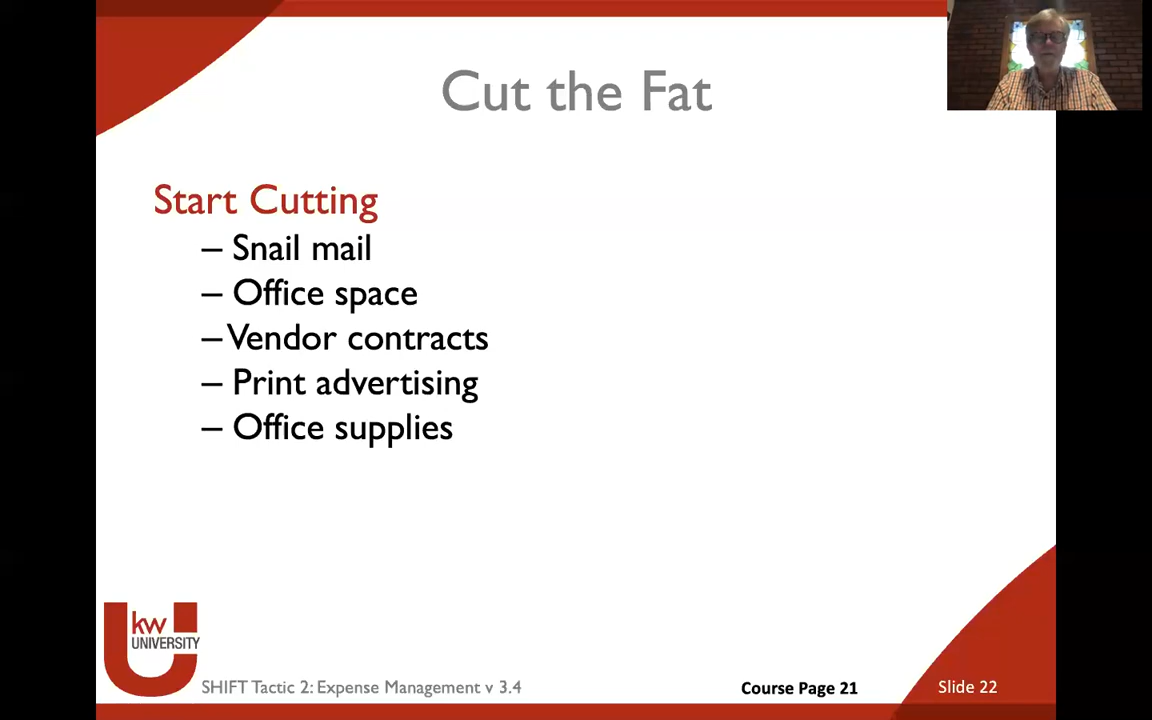 Cut the Fat
Start Cutting
– Snail mail
– Office space
– Vendor contracts
– Print advertising
– Office supplies
kw
UNIVERSITY
SHIFT Tactic 2: Expense Management v 3.4
Course Page 21
Slide 22